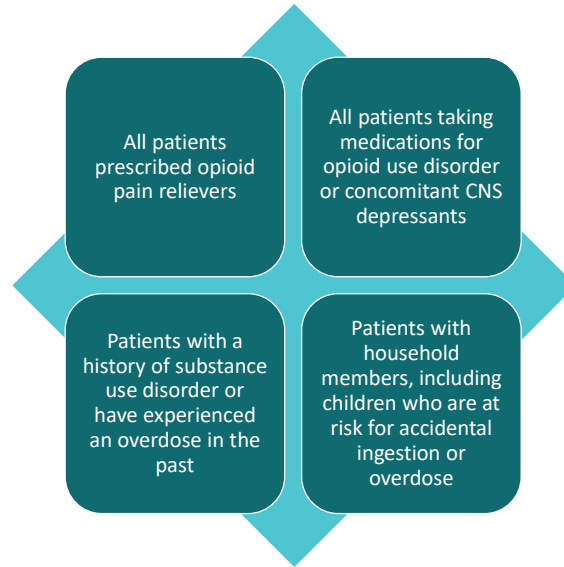 All patients
prescribed opioid
pain relievers
All patients taking
medications for
opioid use disorder
or concomitant CNS
depressants
Patients with a
history of substance
use disorder or
have experienced
an overdose in the
past
Patients with
household
members, including
children who are at
risk for accidental
ingestion or
overdose